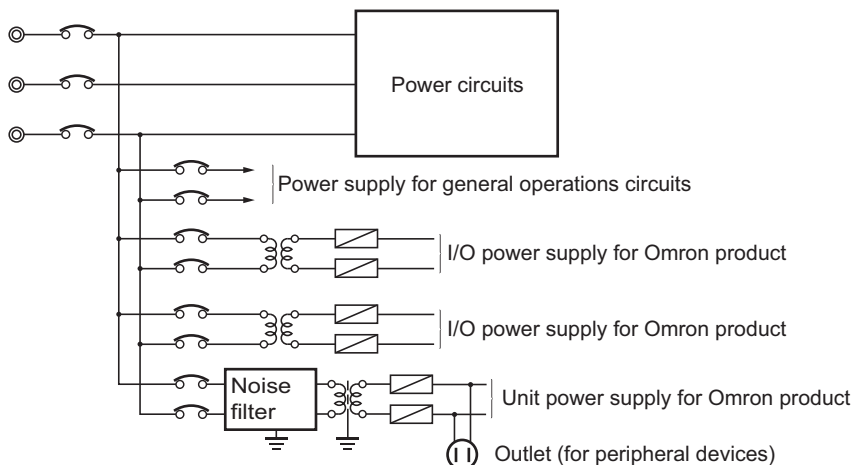 Power circuits
Power supply for general operations circuits
I/O power supply for Omron product
I/O power supply for Omron product
Noise
filter
Unit power supply for Omron product
Outlet (for peripheral devices)